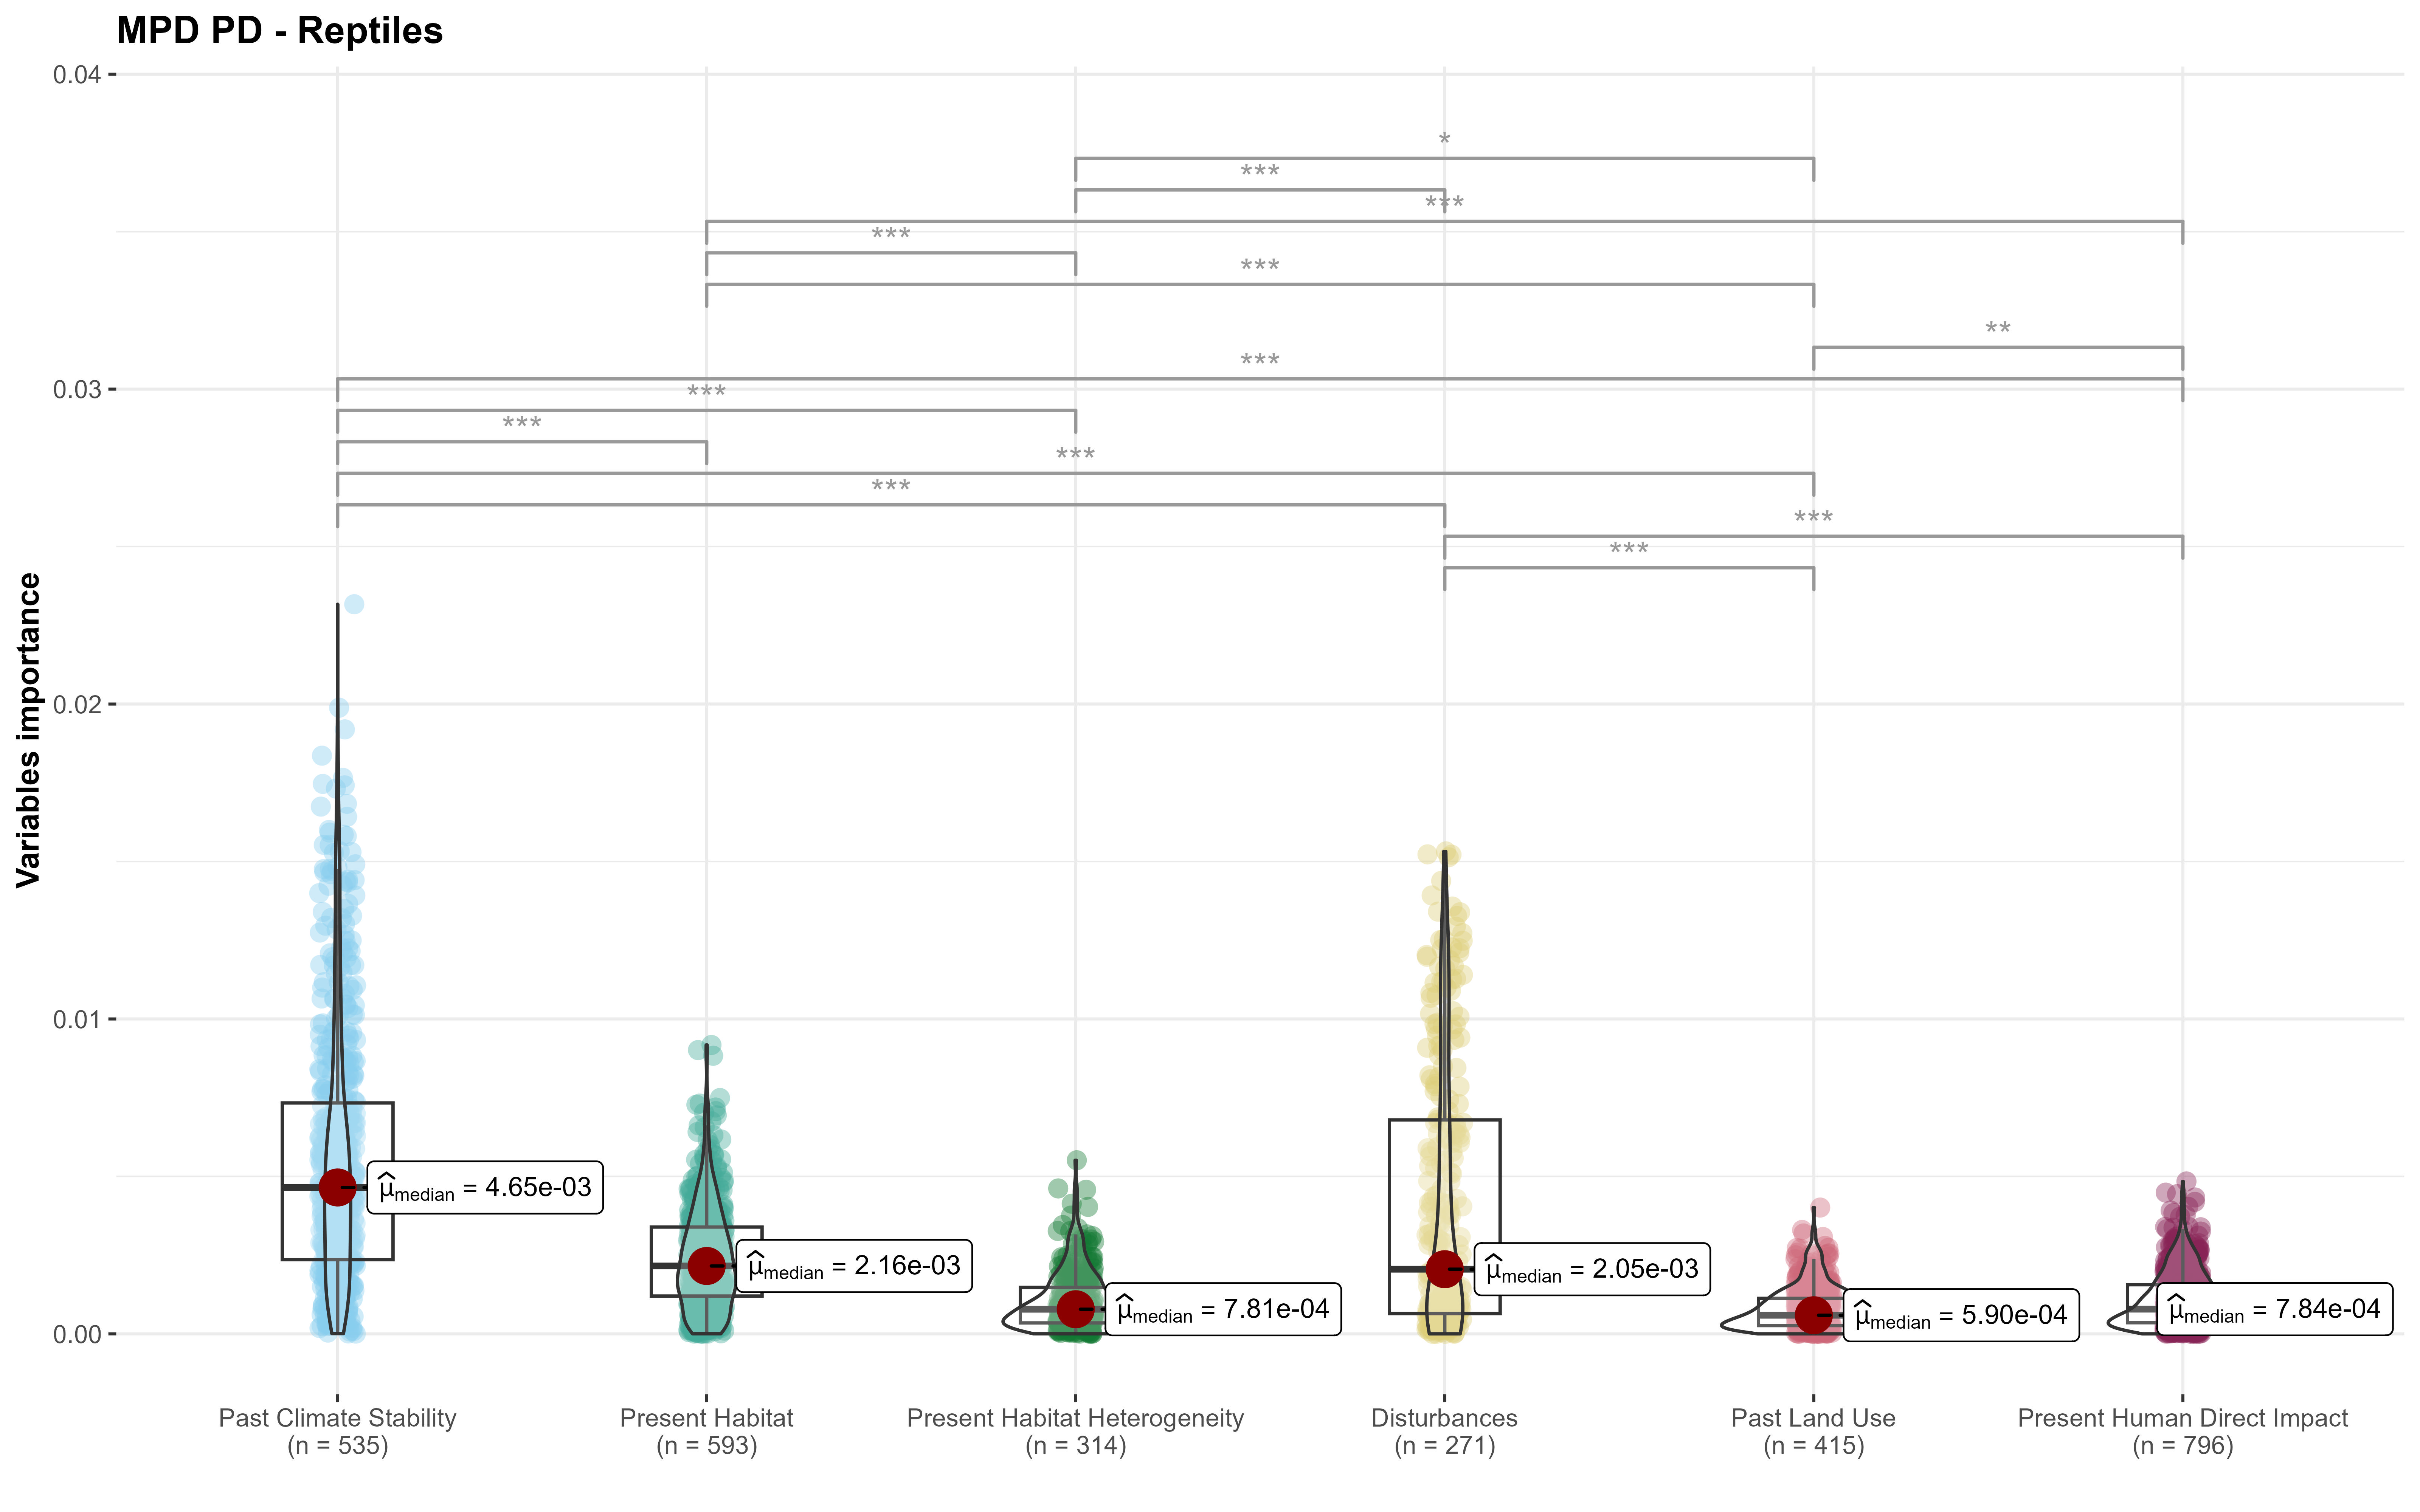 MPD PD - Reptiles
Variables importance
0.04
0.03
0.02
0.01
0.00
*
***
***
***
***
**
***
***
***
***
***
***
***
μ̂median = 4.65e-03
μ̂median = 2.16e-03
μ̂median = 7.81e-04
μ̂median = 2.05e-03
μ̂median = 5.90e-04
μ̂median = 7.84e-04
Past Climate Stability
(n = 535)
Present Habitat
(n = 593)
Present Habitat Heterogeneity
(n = 314)
Disturbances
(n = 271)
Past Land Use
(n = 415)
Present Human Direct Impact
(n = 796)